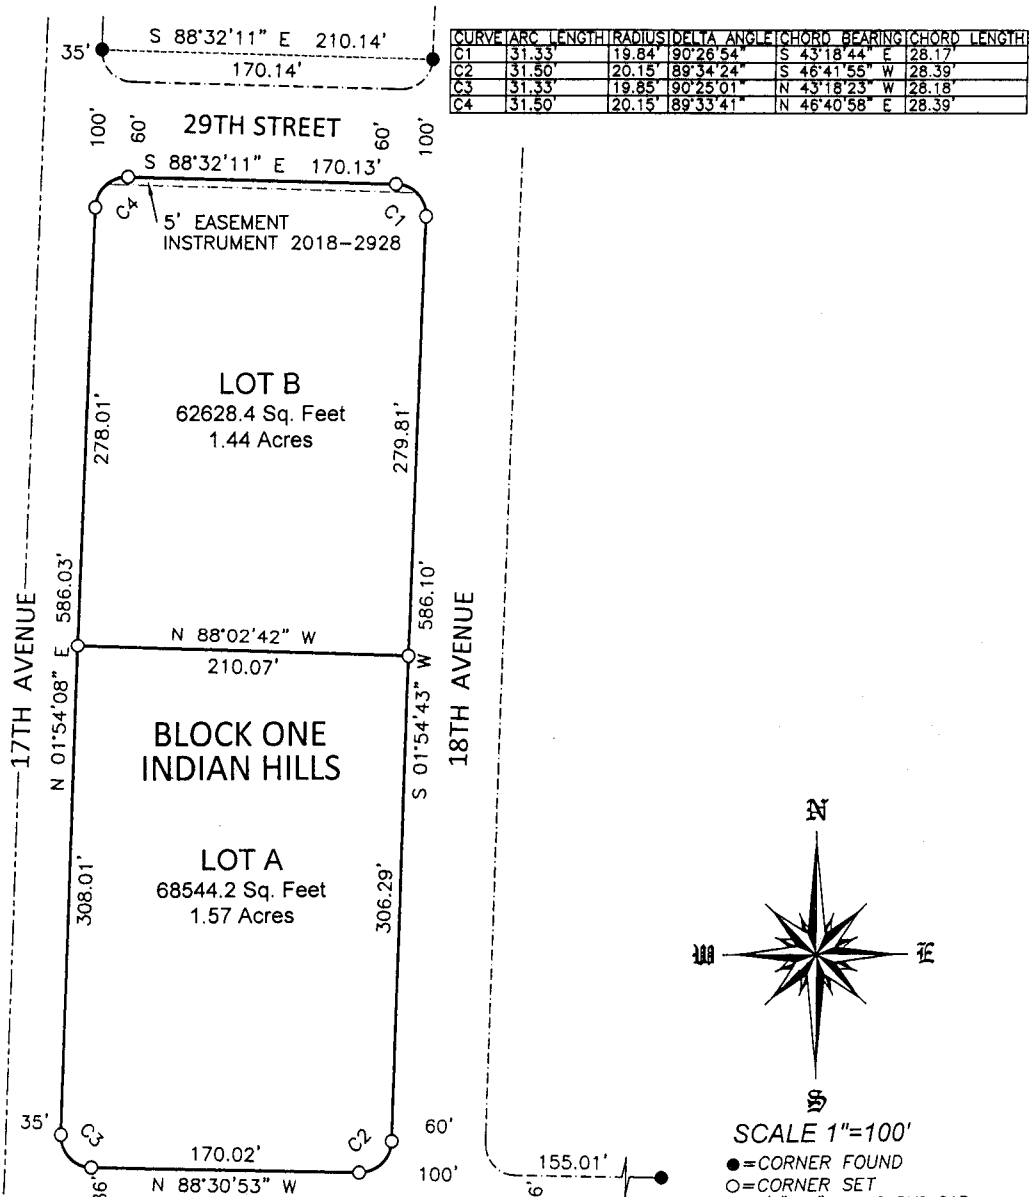 S 88°32'11" E 210.14'
35'
170.14'
CURVE ARC LENGTH RADIUS DELTA ANGLE CHORD BEARING CHORD LENGTH
C1 31.33' 19.84' 90°26'54" S 43°18'44" E 28.17'
C2 31.50' 20.15' 89°34'24" S 46°41'55" W 28.39'
C3 31.33' 19.85' 90°25'01" N 43°18'23" W 28.18'
C4 31.50' 20.15' 89°33'41" N 46°40'58" E 28.39'
100'
60'
29TH STREET
60'
100'
S 88°32'11" E 170.13'
C4
C1
5' EASEMENT
INSTRUMENT 2018-2928
LOT B
62628.4 Sq. Feet
1.44 Acres
278.01'
279.81'
586.03'
586.10'
17TH AVENUE
18TH AVENUE
N 88°02'42" W
210.07'
N 01°54'08" E
S 01°54'43" W
BLOCK ONE
INDIAN HILLS
LOT A
68544.2 Sq. Feet
1.57 Acres
308.01'
306.29'
N
W
E
S
35'
C3
C2
60'
170.02'
N 88°30'53" W
100'
155.01'
SCALE 1"=100'
●=CORNER FOUND
○=CORNER SET